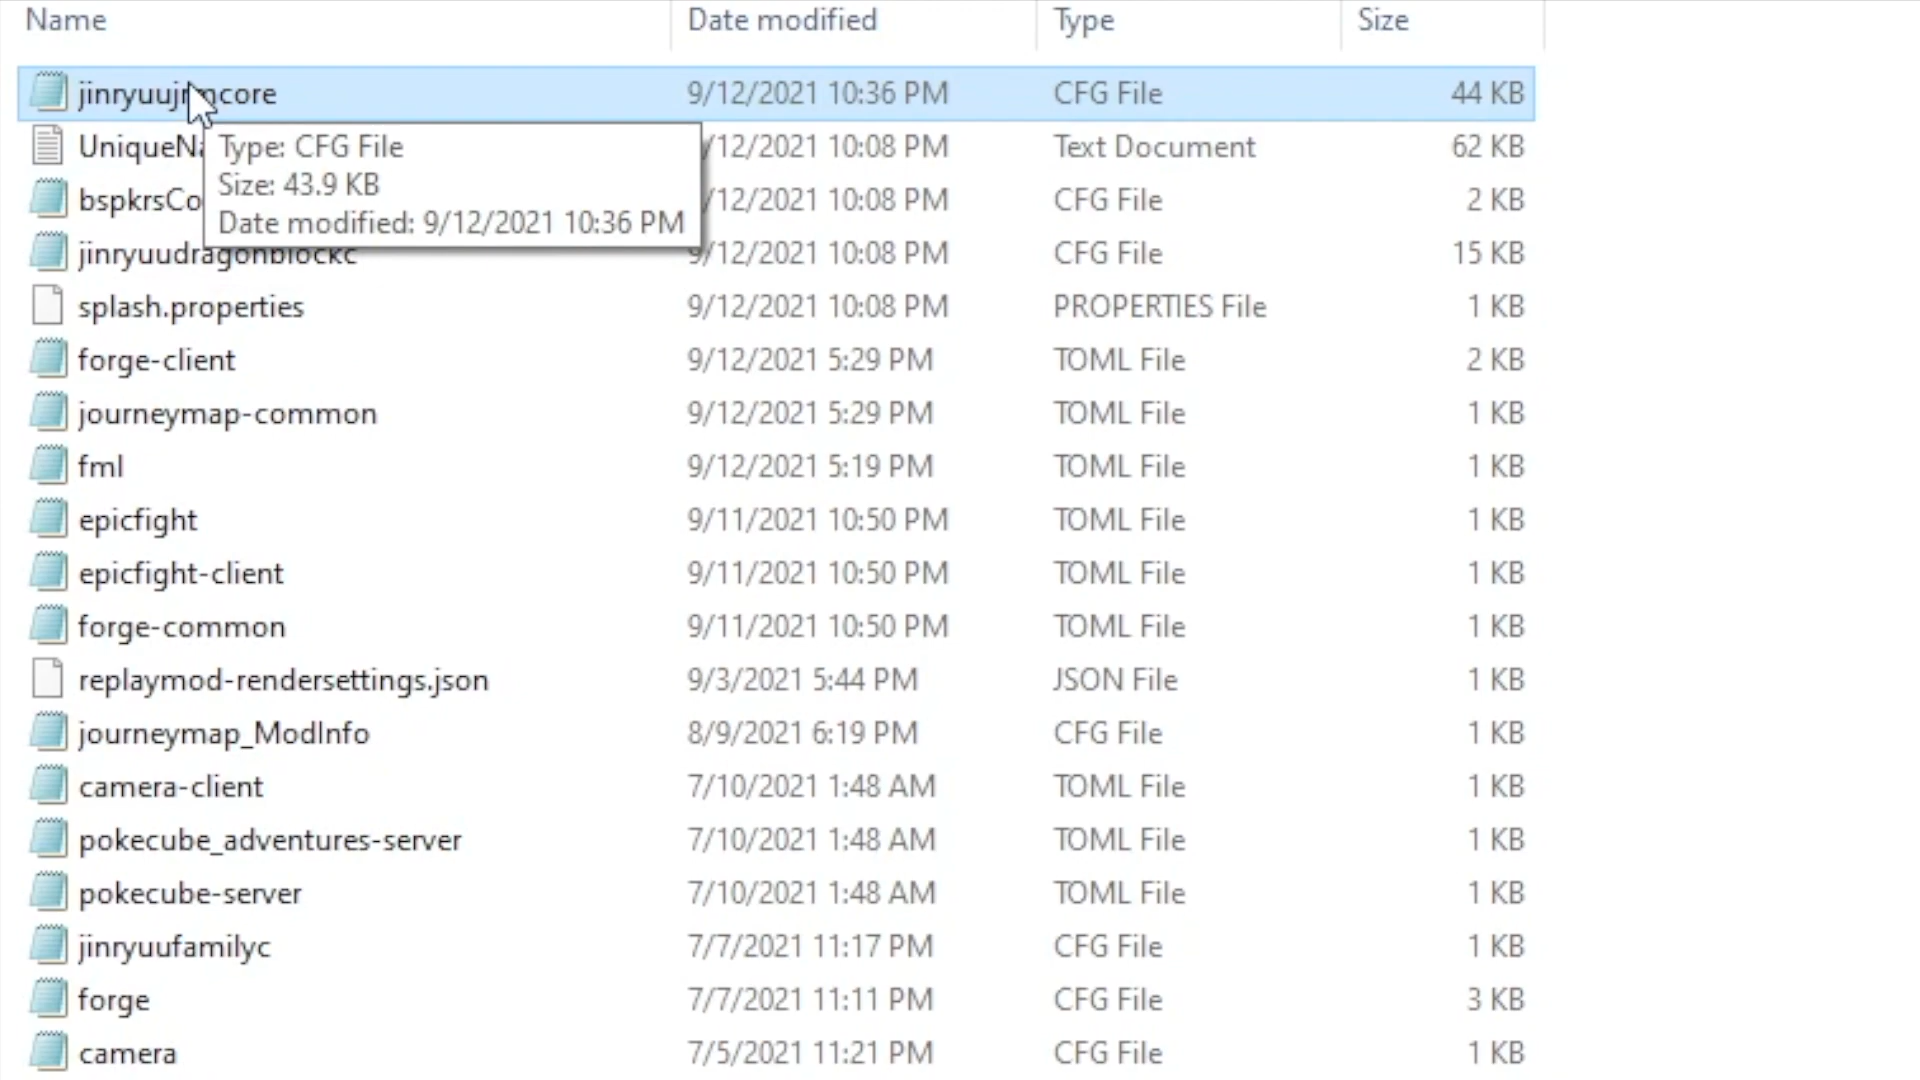 Name Date modified Type Size
jinryuuj core 9/12/2021 10:36 PM CFG File 44 KB
UniqueNa /12/2021 10:08 PM Text Document 62 KB
Type: CFG File
Size: 43.9 KB
Date modified: 9/12/2021 10:36 PM
bspkrsCo /12/2021 10:08 PM CFG File 2 KB
jinryuudragonblockc 9/12/2021 10:08 PM CFG File 15 KB
splash.properties 9/12/2021 10:08 PM PROPERTIES File 1 KB
forge-client 9/12/2021 5:29 PM TOML File 2 KB
journeymap-common 9/12/2021 5:29 PM TOML File 1 KB
fml 9/12/2021 5:19 PM TOML File 1 KB
epicfight 9/11/2021 10:50 PM TOML File 1 KB
epicfight-client 9/11/2021 10:50 PM TOML File 1 KB
forge-common 9/11/2021 10:50 PM TOML File 1 KB
replaymod-rendersettings.json 9/3/2021 5:44 PM JSON File 1 KB
journeymap_ModInfo 8/9/2021 6:19 PM CFG File 1 KB
camera-client 7/10/2021 1:48 AM TOML File 1 KB
pokecube_adventures-server 7/10/2021 1:48 AM TOML File 1 KB
pokecube-server 7/10/2021 1:48 AM TOML File 1 KB
jinryuufamilyc 7/7/2021 11:17 PM CFG File 1 KB
forge 7/7/2021 11:11 PM CFG File 3 KB
camera 7/5/2021 11:21 PM CFG File 1 KB